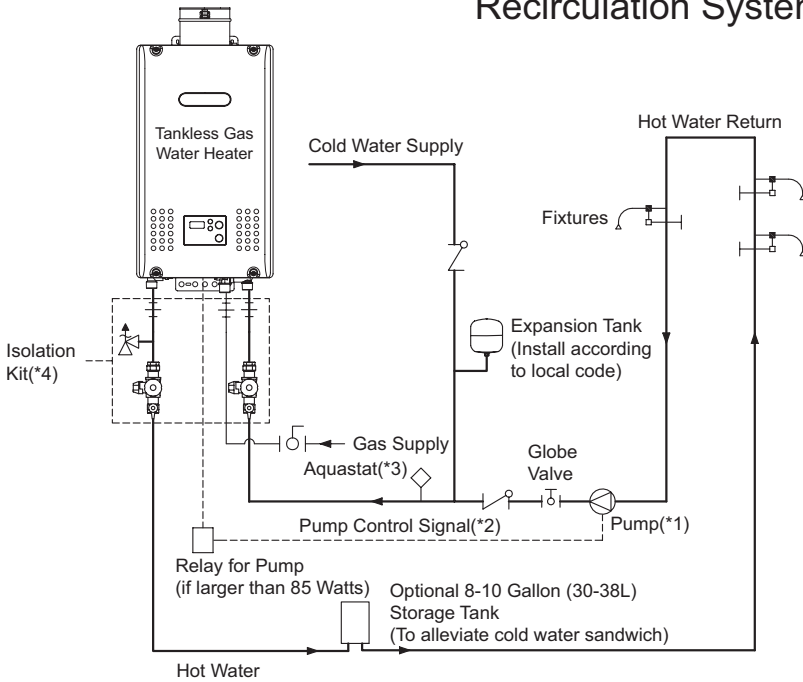 Recirculation System
Tankless Gas
Water Heater
Cold Water Supply
Hot Water Return
Fixtures
Expansion Tank
(Install according
to local code)
Isolation
Kit(*4)
Gas Supply
Aquastat(*3)
Globe
Valve
Pump Control Signal(*2)
Pump(*1)
Relay for Pump
(if larger than 85 Watts)
Optional 8-10 Gallon (30-38L)
Storage Tank
(To alleviate cold water sandwich)
Hot Water